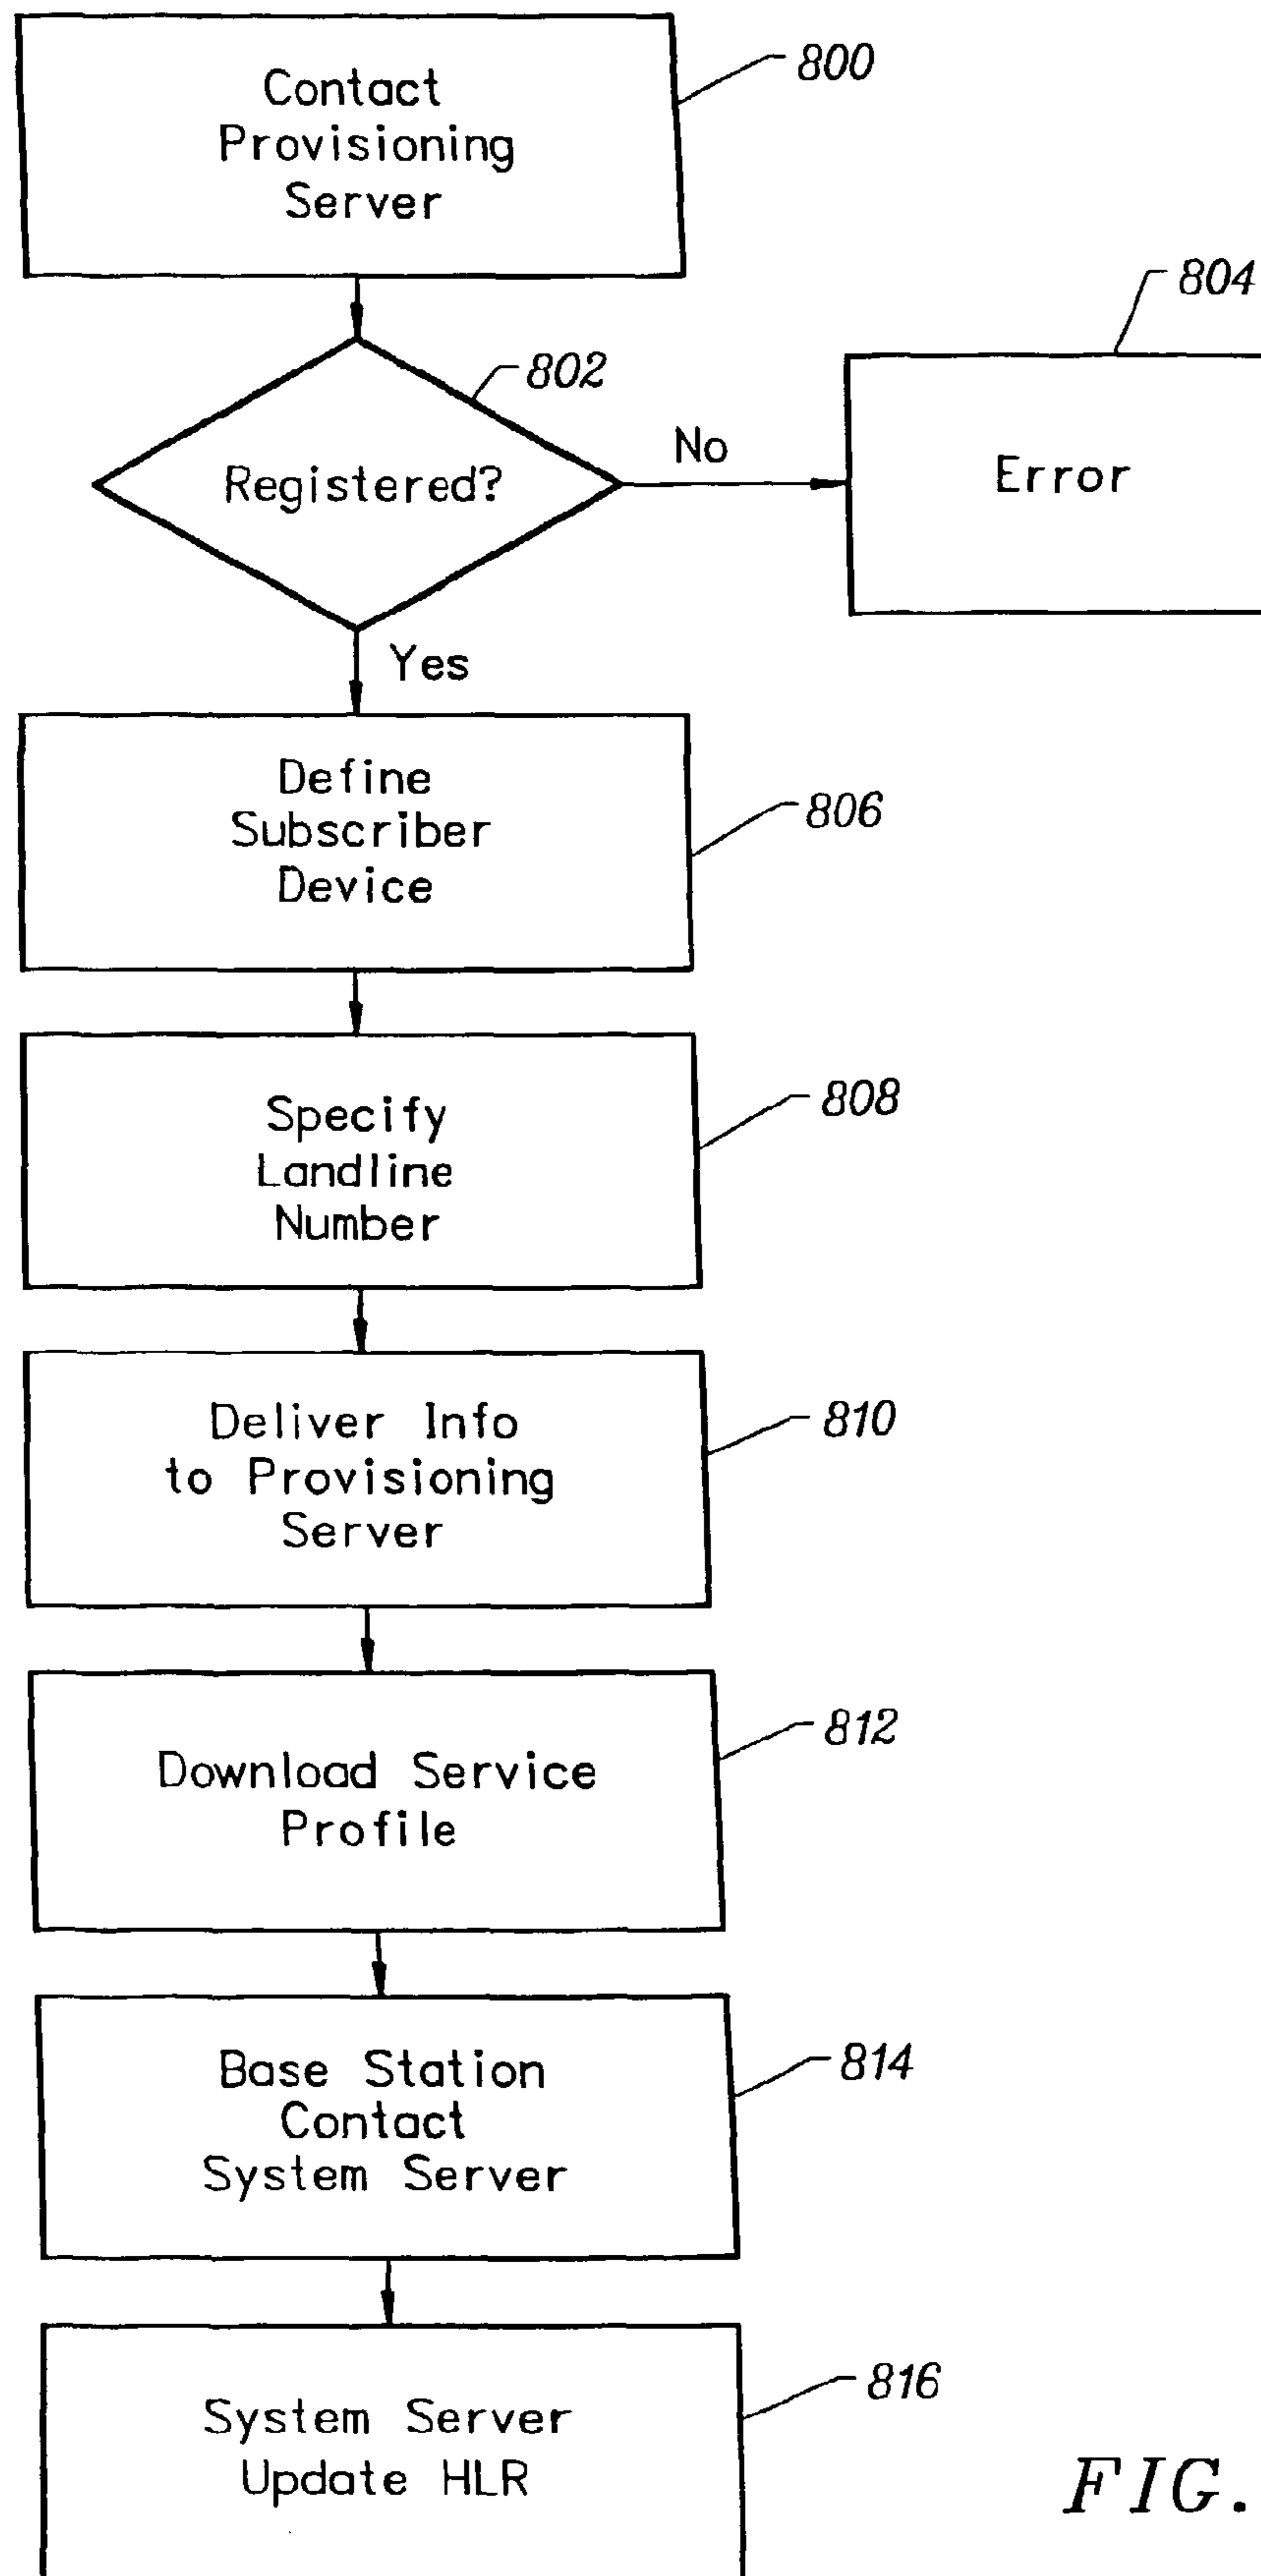 Contact
Provisioning
Server
800
Registered?
802
No
Error
804
Yes
Define
Subscriber
Device
806
Specify
Landline
Number
808
Deliver Info
to Provisioning
Server
810
Download Service
Profile
812
Base Station
Contact
System Server
814
System Server
Update HLR
816
FIG.